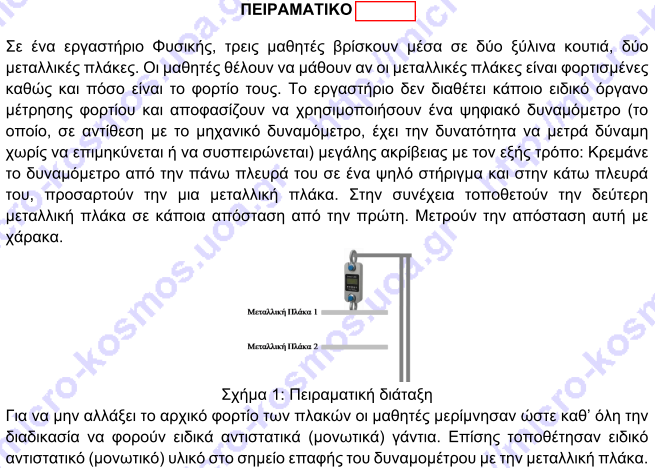 ΠΕΙΡΑΜΑΤΙΚΟ
Σε ένα εργαστήριο Φυσικής, τρεις μαθητές βρίσκουν μέσα σε δύο ξύλινα κουτιά, δύο
μεταλλικές πλάκες. Οι μαθητές θέλουν να μάθουν αν οι μεταλλικές πλάκες είναι φορτισμένες
καθώς και πόσο είναι το φορτίο τους. Το εργαστήριο δεν διαθέτει κάποιο ειδικό όργανο
μέτρησης φορτίου και αποφασίζουν να χρησιμοποιήσουν ένα ψηφιακό δυναμόμετρο (το
οποίο, σε αντίθεση με το μηχανικό δυναμόμετρο, έχει την δυνατότητα να μετρά δύναμη
χωρίς να επιμηκύνεται ή να συσπειρώνεται) μεγάλης ακρίβειας με τον εξής τρόπο: Κρεμάνε
το δυναμόμετρο από την πάνω πλευρά του σε ένα ψηλό στήριγμα και στην κάτω πλευρά
του, προσαρτούν την μια μεταλλική πλάκα. Στην συνέχεια τοποθετούν την δεύτερη
μεταλλική πλάκα σε κάποια απόσταση από την πρώτη. Μετρούν την απόσταση αυτή με
χάρακα.
Μεταλλική Πλάκα 1
Μεταλλική Πλάκα 2
Σχήμα 1: Πειραματική διάταξη
Για να μην αλλάξει το αρχικό φορτίο των πλακών οι μαθητές μερίμνησαν ώστε καθ’ όλη την
διαδικασία να φορούν ειδικά αντιστατικά (μονωτικά) γάντια. Επίσης τοποθέτησαν ειδικό
αντιστατικό (μονωτικό) υλικό στο σημείο επαφής του δυναμομέτρου με την μεταλλική πλάκα.
http://micro-kosmos.uoa.gr